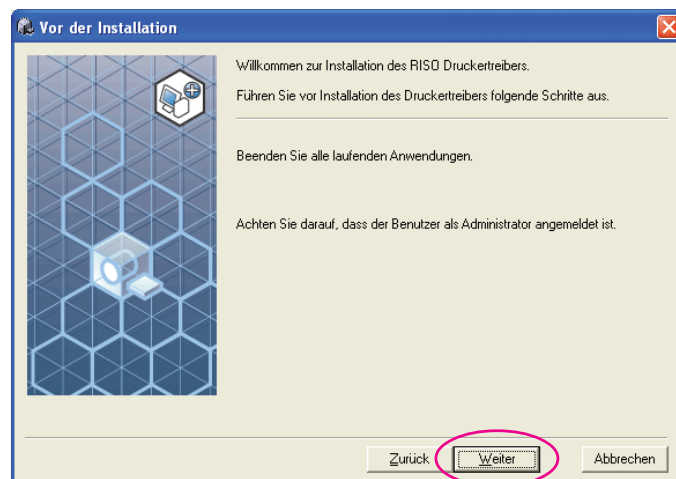 Vor der Installation
Willkommen zur Installation des RISO Druckertreibers.
Führen Sie vor Installation des Druckertreibers folgende Schritte aus.
Beenden Sie alle laufenden Anwendungen.
Achten Sie darauf, dass der Benutzer als Administrator angemeldet ist.
Zurück Weiter Abbrechen